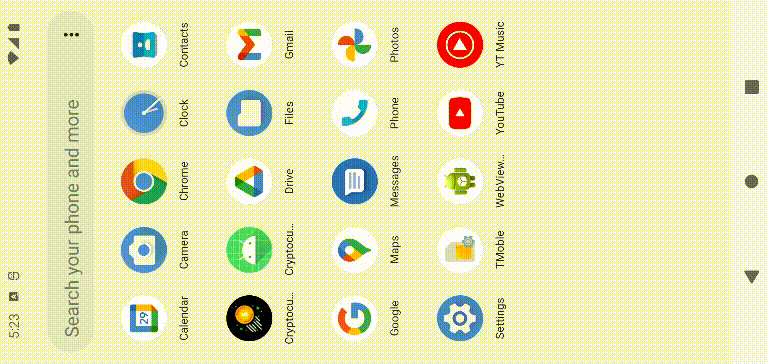 5:23
Search your phone and more
Calendar Camera Chrome Clock Contacts
29
Cryptocu... Cryptocu... Drive Files Gmail
Google Maps Messages Phone Photos
Settings TMoble WebView... YouTube YT Music